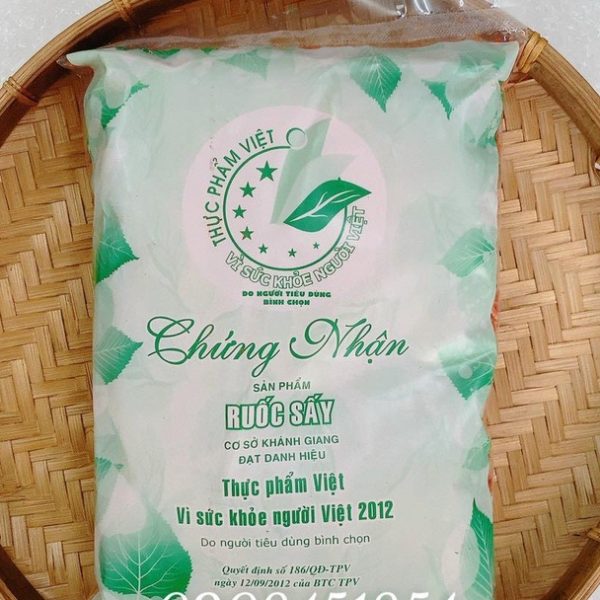 THỰC PHẨM VIỆT
VÌ SỨC KHỎE NGƯỜI VIỆT
DO NGƯỜI TIÊU DÙNG
BÌNH CHỌN
Chứng Nhận
SẢN PHẨM
RUỐC SẤY
CƠ SỞ KHÁNH GIANG
ĐẠT DANH HIỆU
Thực phẩm Việt
Vì sức khỏe người Việt 2012
Do người tiêu dùng bình chọn
Quyết định số 186/QĐ-TPV
ngày 12/09/2012 của BTC TPV